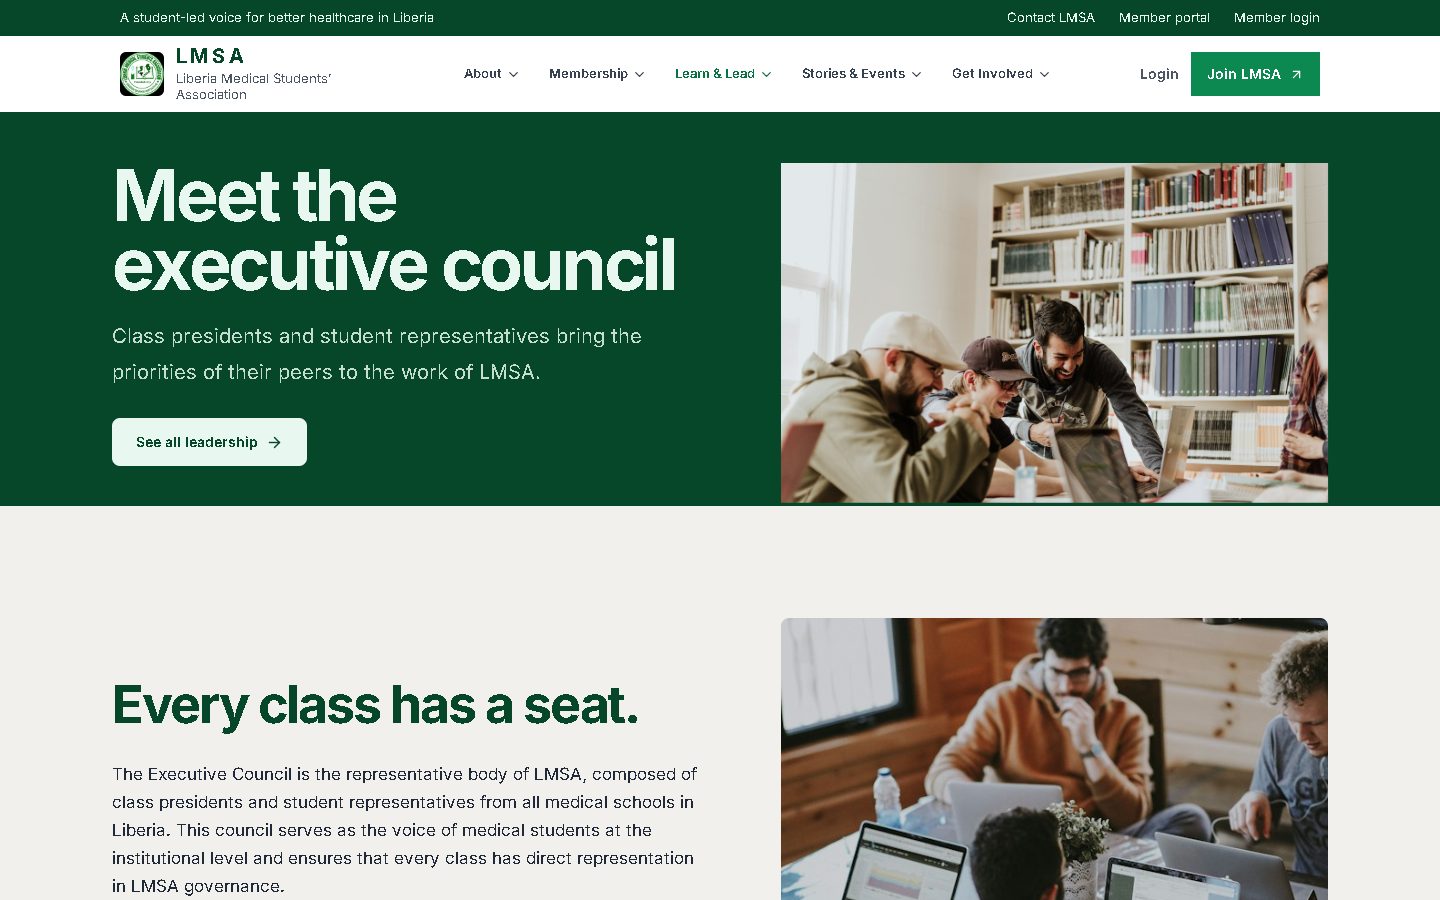 A student-led voice for better healthcare in Liberia
Contact LMSA
Member portal
Member login
LMSA
Liberia Medical Students'
Association
About
Membership
Learn & Lead
Stories & Events
Get Involved
Login
Join LMSA
Meet the
executive council
Class presidents and student representatives bring the
priorities of their peers to the work of LMSA.
See all leadership
Every class has a seat.
The Executive Council is the representative body of LMSA, composed of
class presidents and student representatives from all medical schools in
Liberia. This council serves as the voice of medical students at the
institutional level and ensures that every class has direct representation
in LMSA governance.